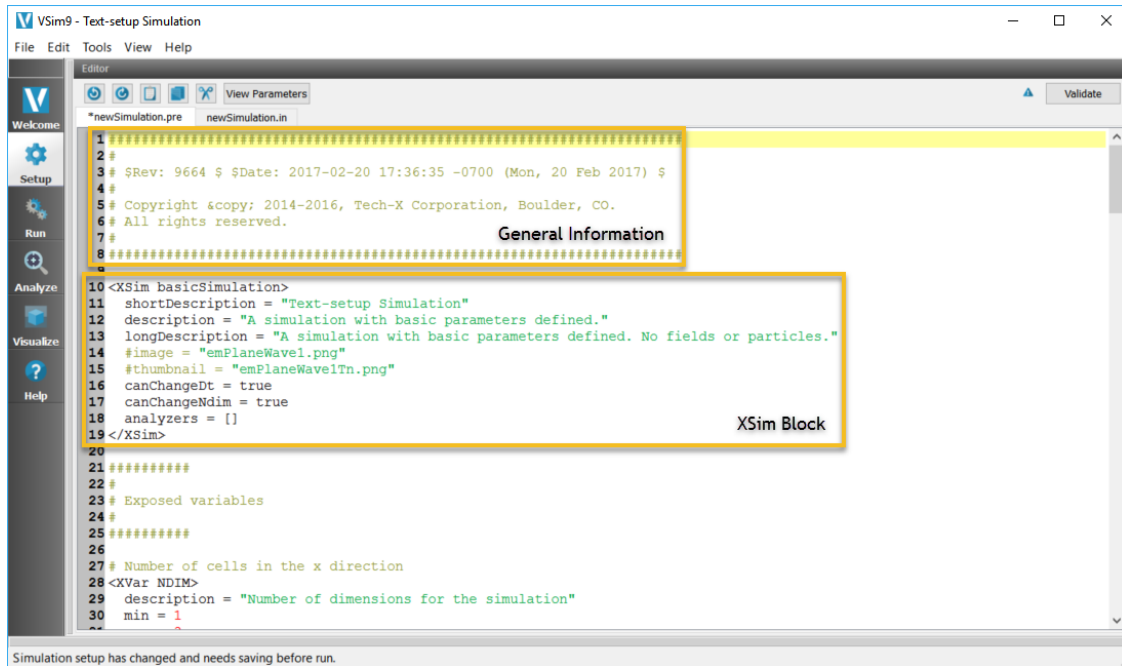 VSim9 - Text-setup Simulation
File Edit Tools View Help
Editor
View Parameters
Validate
Welcome
Setup
Run
Analyze
Visualize
Help
*newSimulation.pre newSimulation.in
1 #####################################################################
2 #
3 # $Rev: 9664 $ $Date: 2017-02-20 17:36:35 -0700 (Mon, 20 Feb 2017) $
4 #
5 # Copyright &copy; 2014-2016, Tech-X Corporation, Boulder, CO.
6 # All rights reserved.
7 #
General Information
8 #####################################################################
9
10 <XSim basicSimulation>
11 shortDescription = "Text-setup Simulation"
12 description = "A simulation with basic parameters defined."
13 longDescription = "A simulation with basic parameters defined. No fields or particles."
14 #image = "emPlaneWave1.png"
15 #thumbnail = "emPlaneWave1Tn.png"
16 canChangeDt = true
17 canChangeNdim = true
18 analyzers = []
XSim Block
19 </XSim>
20
21 ##########
22 #
23 # Exposed variables
24 #
25 ##########
26
27 # Number of cells in the x direction
28 <XVar NDIM>
29 description = "Number of dimensions for the simulation"
30 min = 1
Simulation setup has changed and needs saving before run.